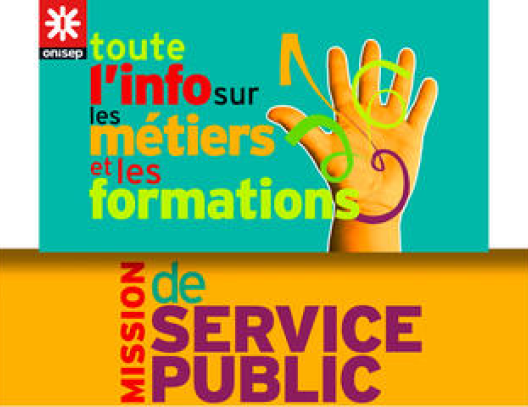 onisep
toute
l'info sur
les
métiers
et les
formations
MISSION
de
SERVICE
PUBLIC